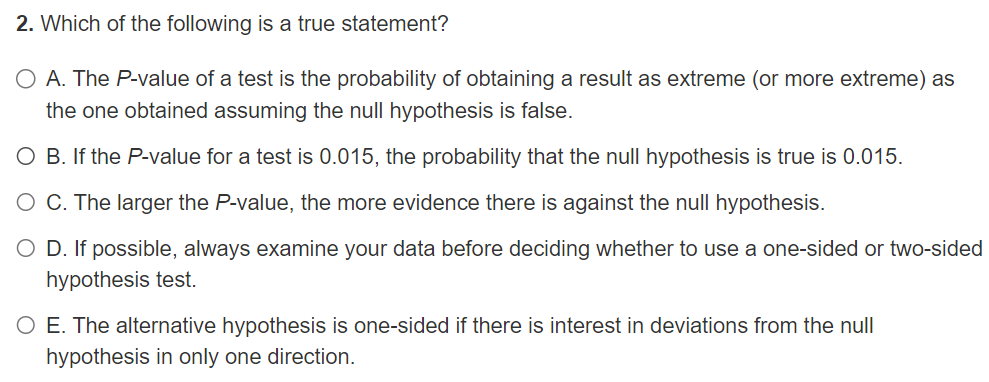 2. Which of the following is a true statement?
A. The P-value of a test is the probability of obtaining a result as extreme (or more extreme) as
the one obtained assuming the null hypothesis is false.
B. If the P-value for a test is 0.015, the probability that the null hypothesis is true is 0.015.
C. The larger the P-value, the more evidence there is against the null hypothesis.
D. If possible, always examine your data before deciding whether to use a one-sided or two-sided
hypothesis test.
E. The alternative hypothesis is one-sided if there is interest in deviations from the null
hypothesis in only one direction.